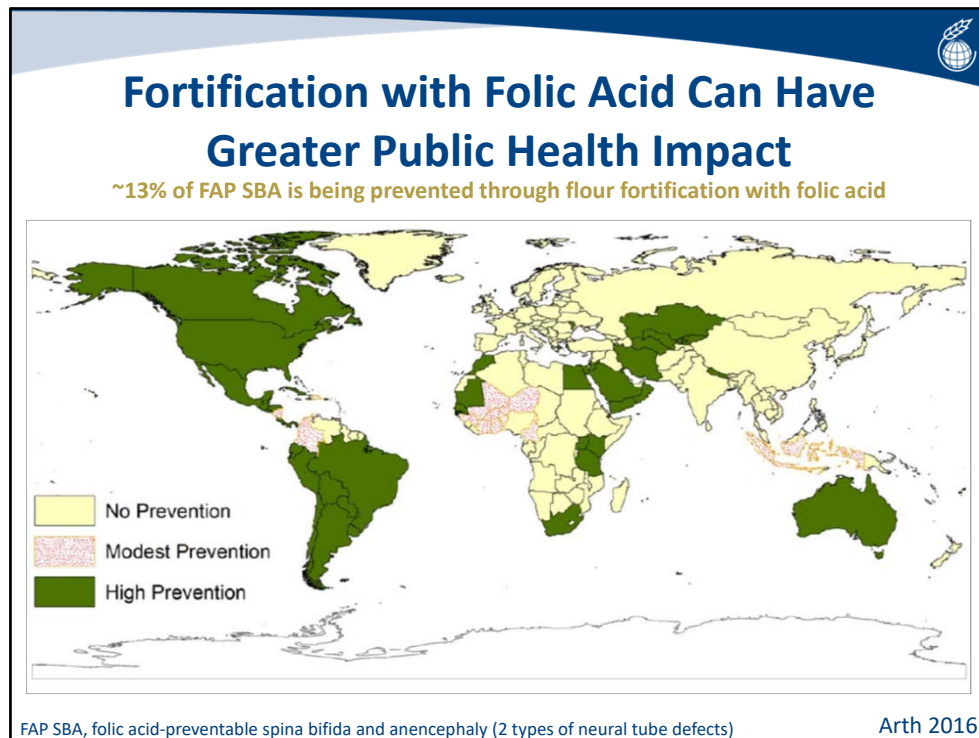 Fortification with Folic Acid Can Have
Greater Public Health Impact
~13% of FAP SBA is being prevented through flour fortification with folic acid
No Prevention
Modest Prevention
High Prevention
FAP SBA, folic acid-preventable spina bifida and anencephaly (2 types of neural tube defects)
Arth 2016